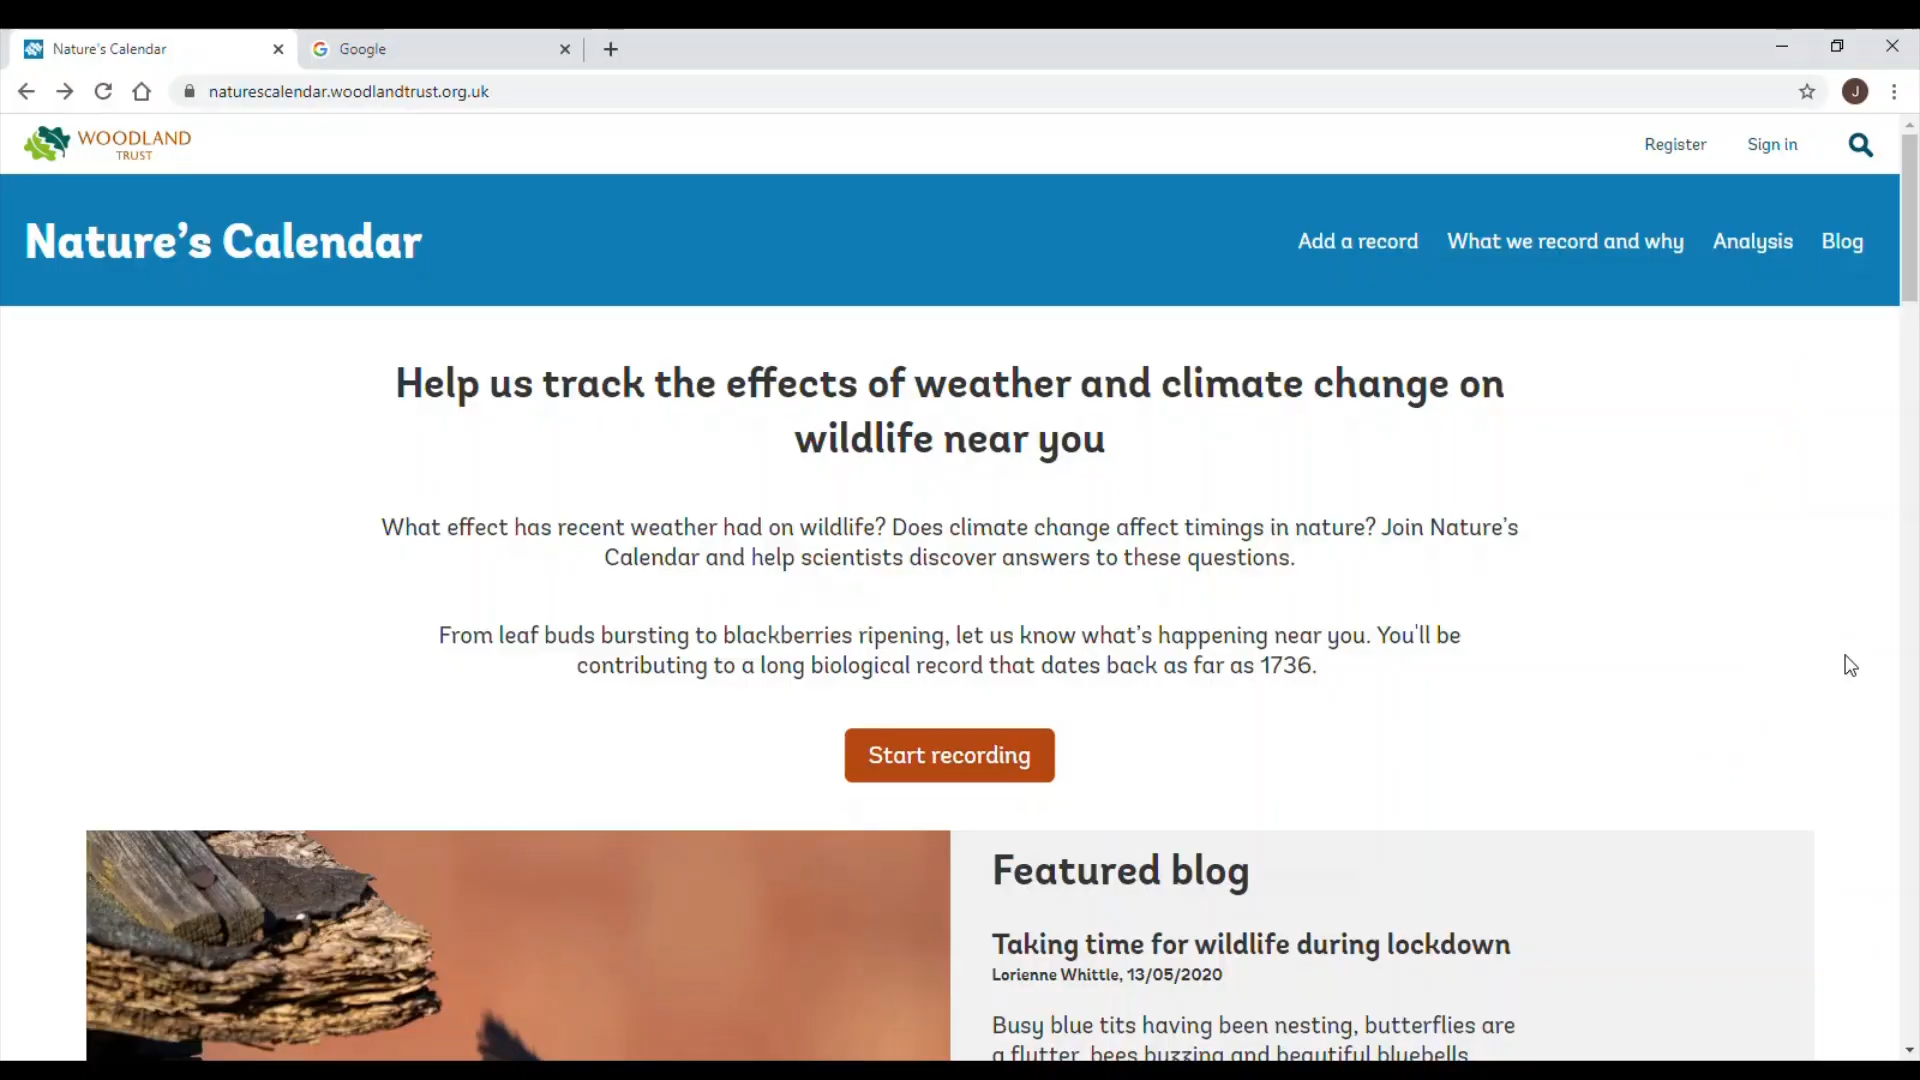 Nature's Calendar
Google
naturescalendar.woodlandtrust.org.uk
J
WOODLAND
TRUST
Register
Sign in
Nature's Calendar
Add a record
What we record and why
Analysis
Blog
Help us track the effects of weather and climate change on
wildlife near you
What effect has recent weather had on wildlife? Does climate change affect timings in nature? Join Nature's
Calendar and help scientists discover answers to these questions.
From leaf buds bursting to blackberries ripening, let us know what's happening near you. You'll be
contributing to a long biological record that dates back as far as 1736.
Start recording
Featured blog
Taking time for wildlife during lockdown
Lorienne Whittle, 13/05/2020
Busy blue tits having been nesting, butterflies are
a flutter, bees buzzing and beautiful bluebells